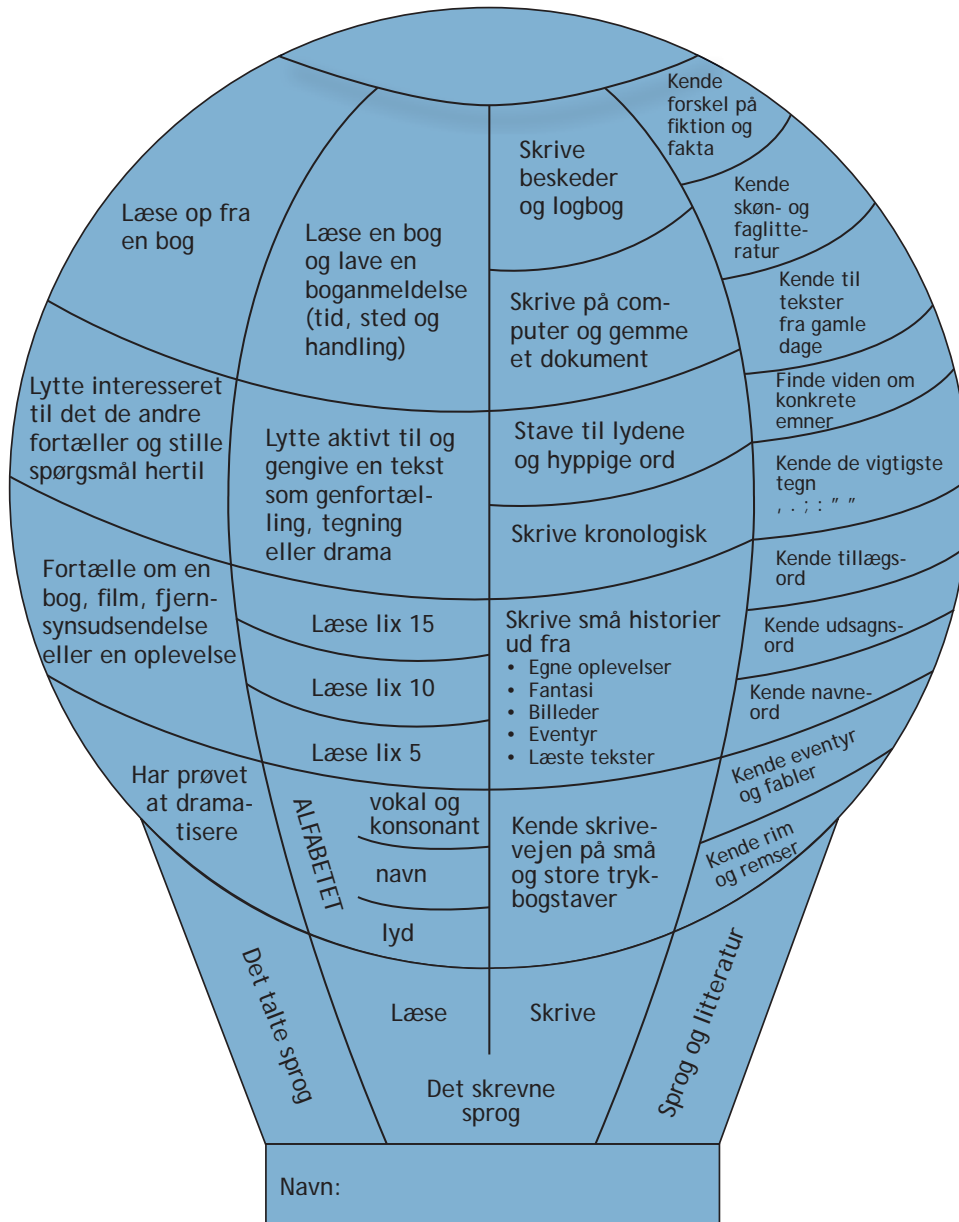 Læse op fra
en bog
Lytte interesseret
til det de andre
fortæller og stille
spørgsmål hertil
Fortælle om en
bog, film, fjern-
synsudsendelse
eller en oplevelse
Har prøvet
at drama-
tisere
Det talte sprog
Læse en bog
og lave en
boganmeldelse
(tid, sted og
handling)
Lytte aktivt til og
gengive en tekst
som genfortæl-
ling, tegning
eller drama
Læse lix 15
Læse lix 10
Læse lix 5
ALFABETET
vokal og
konsonant
navn
lyd
Læse
Skrive
beskeder
og logbog
Skrive på com-
puter og gemme
et dokument
Stave til lydene
og hyppige ord
Skrive kronologisk
Skrive små historier
ud fra
• Egne oplevelser
• Fantasi
• Billeder
• Eventyr
• Læste tekster
Kende skrive-
vejen på små
og store tryk-
bogstaver
Skrive
Det skrevne
sprog
Kende
forskel på
fiktion og
fakta
Kende
skøn- og
faglitte-
ratur
Kende til
tekster
fra gamle
dage
Finde viden om
konkrete
emner
Kende de vigtigste
tegn
, . ; : ” ”
Kende tillægs-
ord
Kende udsagns-
ord
Kende navne-
ord
Kende eventyr
og fabler
Kende rim
og remser
Sprog og litteratur
Navn: